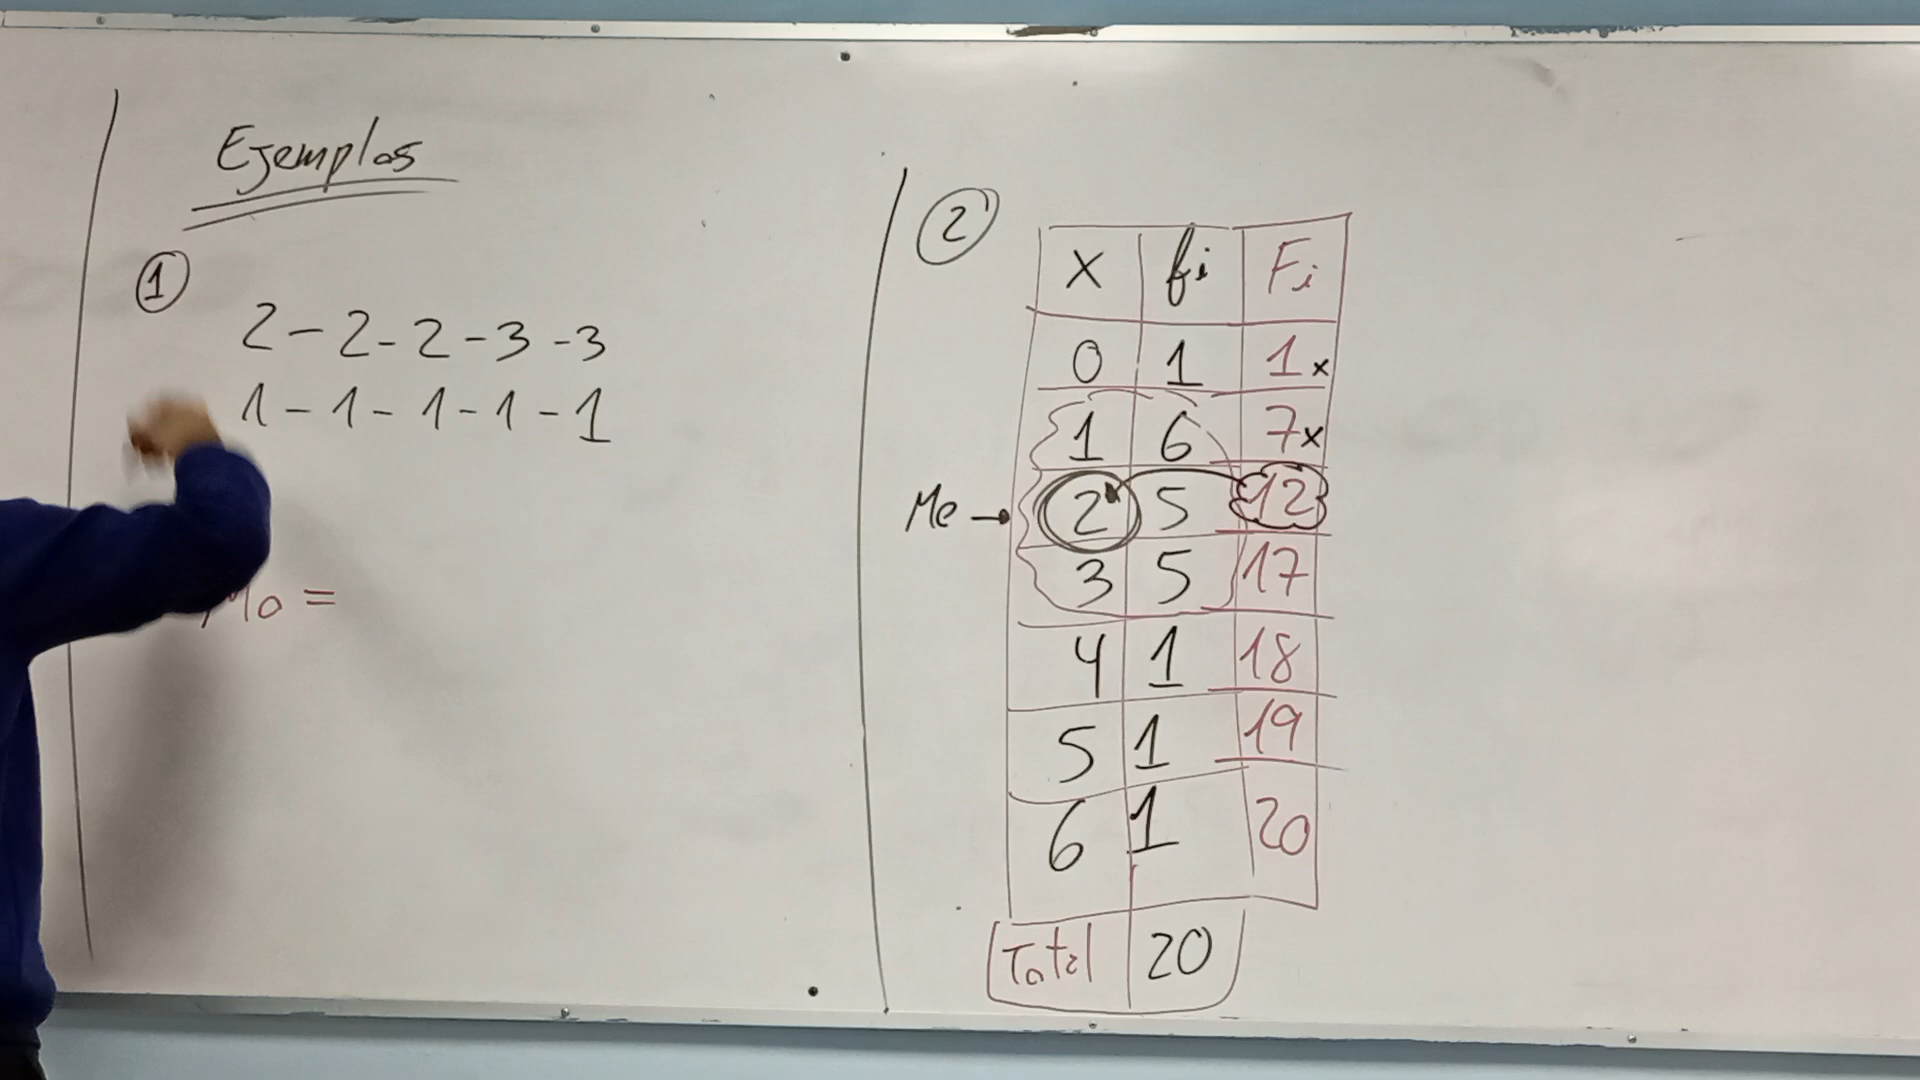 Ejemplos
1
2 - 2 - 2 - 3 - 3
1 - 1 - 1 - 1 - 1
Mo =
2
x fi Fi
0 1 1 x
1 6 7 x
Me → 2 5 12
3 5 17
4 1 18
5 1 19
6 1 20
Total 20